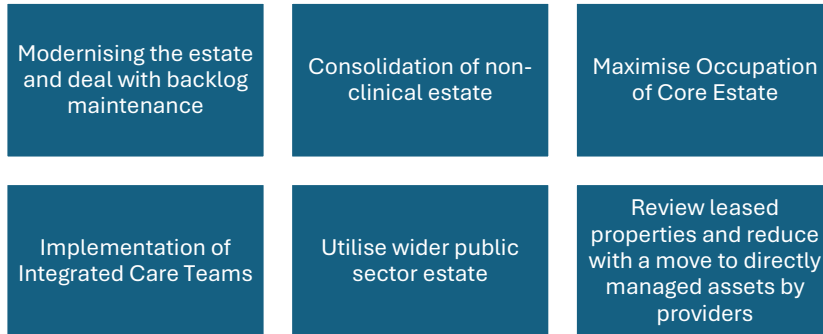 Modernising the estate
and deal with backlog
maintenance
Consolidation of non-
clinical estate
Maximise Occupation
of Core Estate
Implementation of
Integrated Care Teams
Utilise wider public
sector estate
Review leased
properties and reduce
with a move to directly
managed assets by
providers